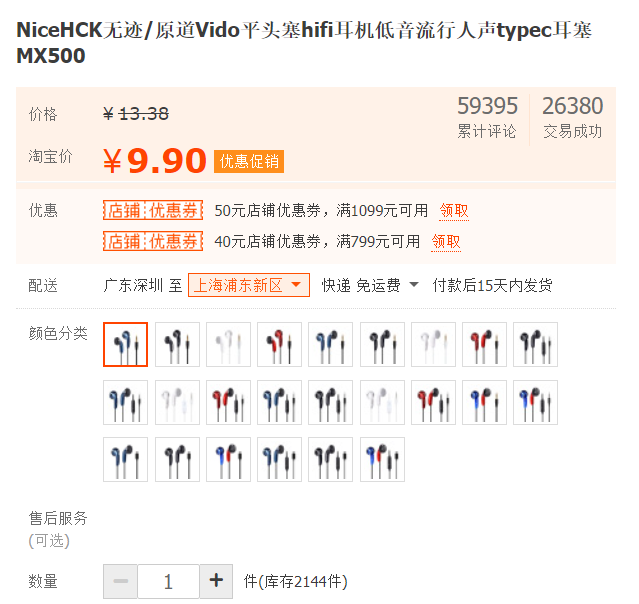 NiceHCK无迹/原道Vido平头塞hifi耳机低音流行人声typec耳塞
MX500
价格 ¥ 13.38 59395 26380
累计评论 交易成功
淘宝价 ¥ 9.90 优惠促销
优惠 店铺优惠券 50元店铺优惠券，满1099元可用 领取
店铺优惠券 40元店铺优惠券，满799元可用 领取
配送 广东深圳 至 上海浦东新区 快递 免运费 付款后15天内发货
颜色分类
售后服务
(可选)
数量 − 1 + 件(库存2144件)